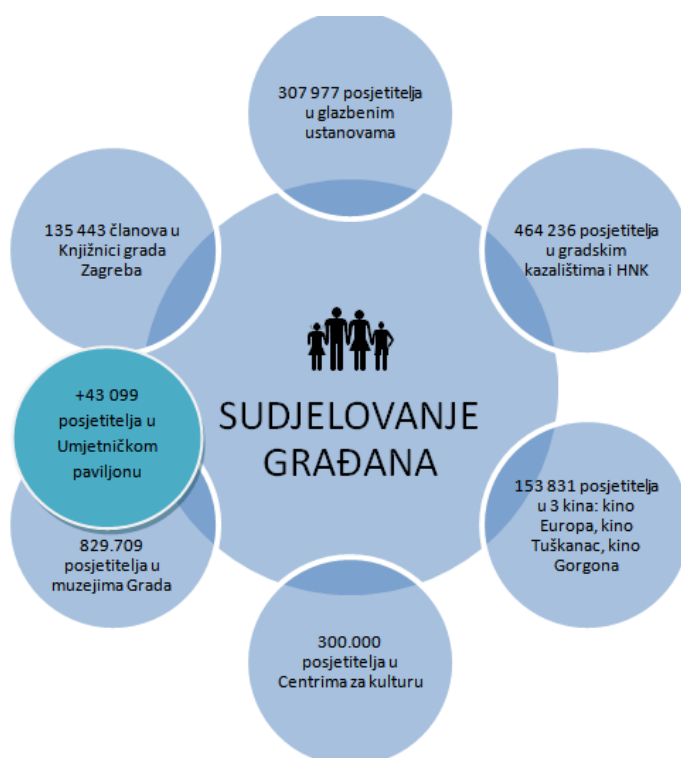 307 977 posjetitelja
u glazbenim
ustanovama
135 443 članova u
Knjižnici grada
Zagreba
464 236 posjetitelja
u gradskim
kazalištima i HNK
+43 099
posjetitelja u
Umjetničkom
paviljonu
SUDJELOVANJE
GRAĐANA
153 831 posjetitelja
u 3 kina: kino
Europa, kino
Tuškanac, kino
Gorgona
829.709
posjetitelja u
muzejima Grada
300.000
posjetitelja u
Centrima za kulturu